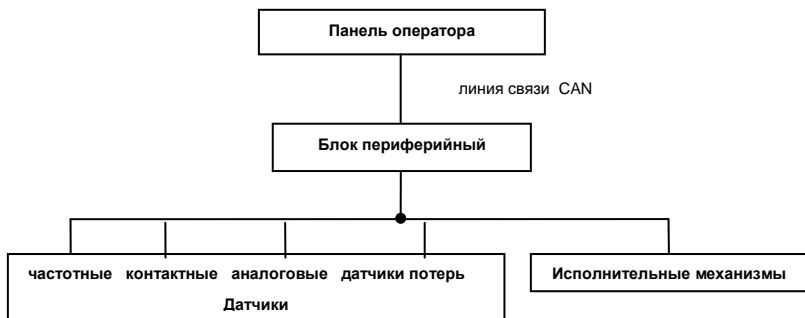 Панель оператора
линия связи CAN
Блок периферийный
частотные контактные аналоговые датчики потерь
Датчики
Исполнительные механизмы